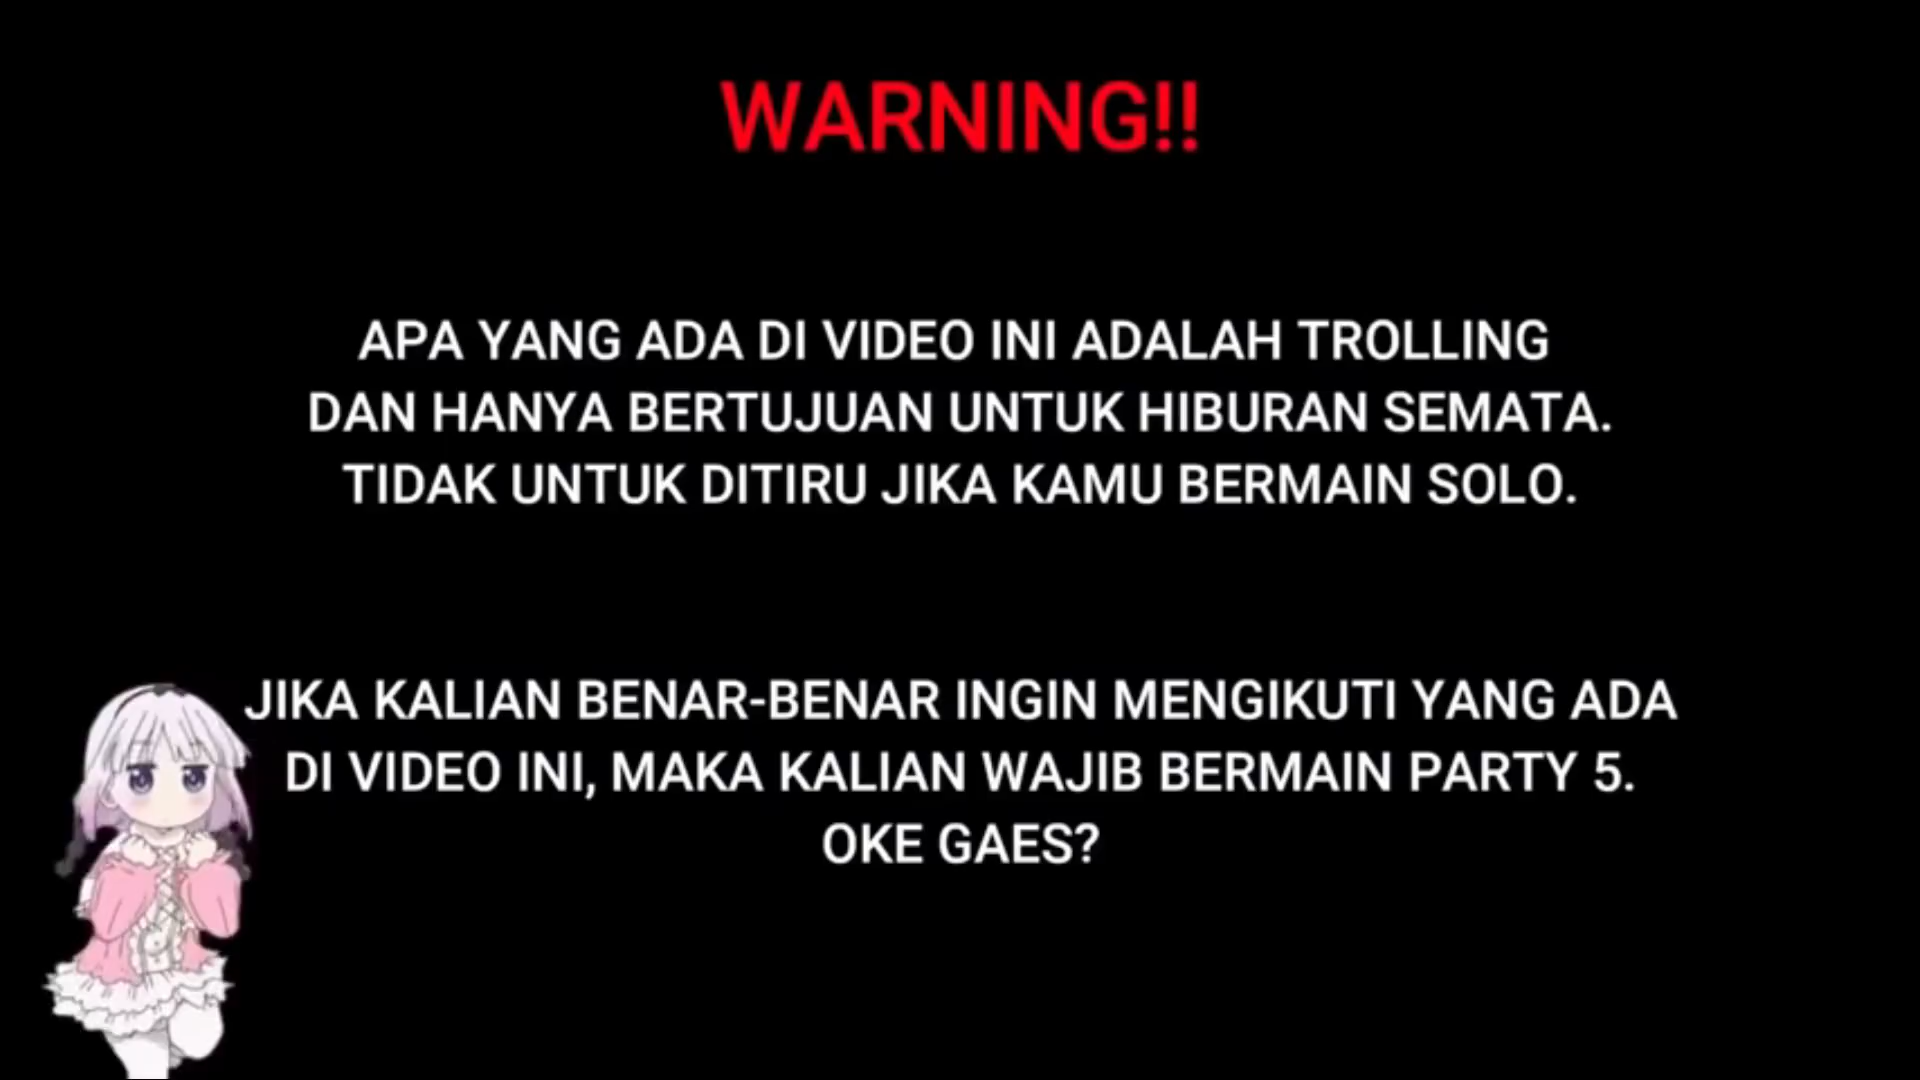 WARNING!!
APA YANG ADA DI VIDEO INI ADALAH TROLLING
DAN HANYA BERTUJUAN UNTUK HIBURAN SEMATA.
TIDAK UNTUK DITIRU JIKA KAMU BERMAIN SOLO.
JIKA KALIAN BENAR-BENAR INGIN MENGIKUTI YANG ADA
DI VIDEO INI, MAKA KALIAN WAJIB BERMAIN PARTY 5.
OKE GAES?